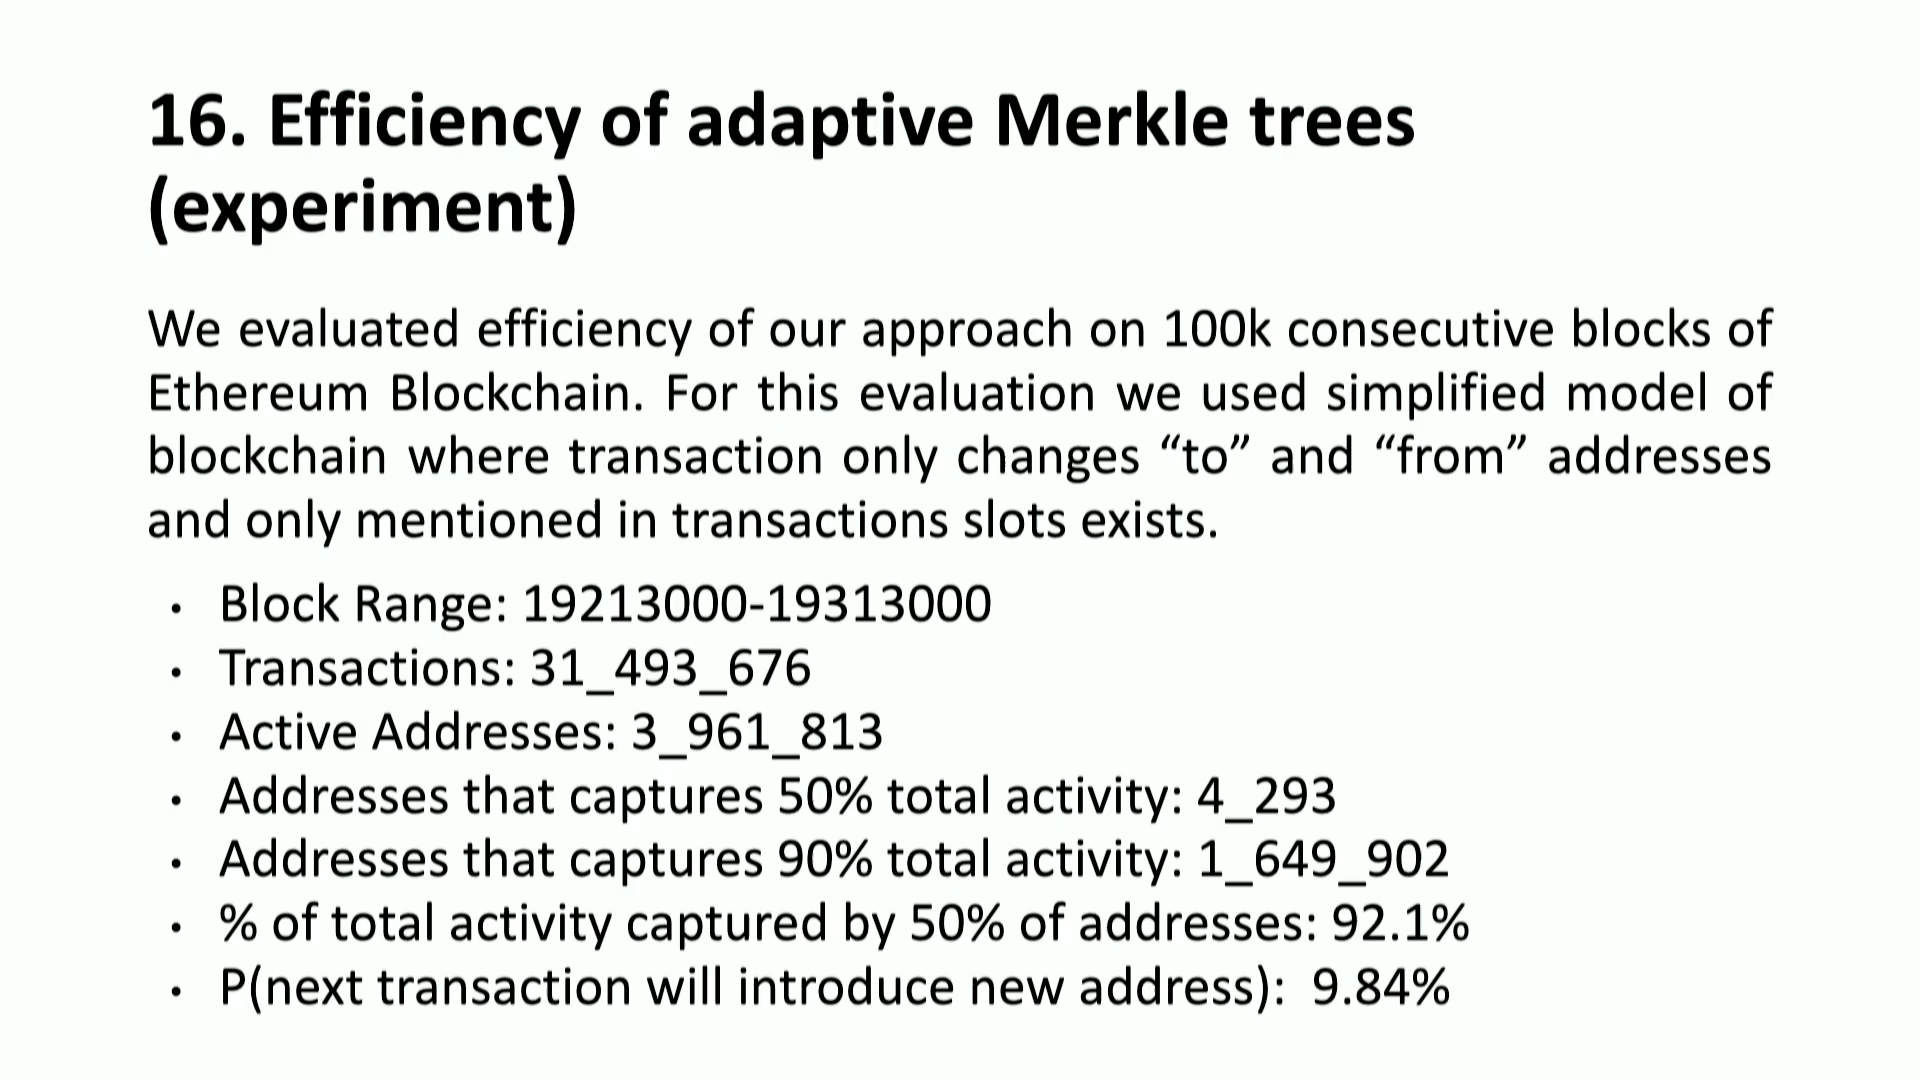 16. Efficiency of adaptive Merkle trees
(experiment)
We evaluated efficiency of our approach on 100k consecutive blocks of
Ethereum Blockchain. For this evaluation we used simplified model of
blockchain where transaction only changes “to” and “from” addresses
and only mentioned in transactions slots exists.
• Block Range: 19213000-19313000
• Transactions: 31_493_676
• Active Addresses: 3_961_813
• Addresses that captures 50% total activity: 4_293
• Addresses that captures 90% total activity: 1_649_902
• % of total activity captured by 50% of addresses: 92.1%
• P(next transaction will introduce new address): 9.84%